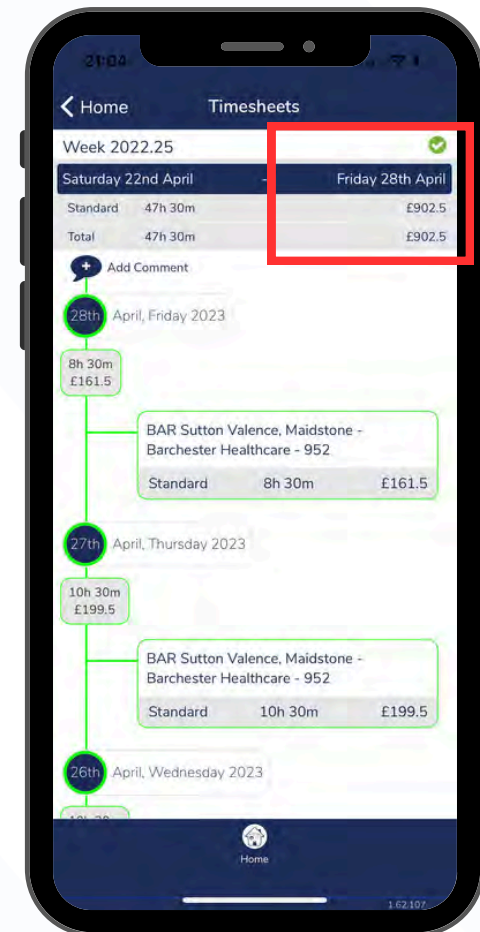 21:04
Home Timesheets
Week 2022.25
Saturday 22nd April - Friday 28th April
Standard 47h 30m £902.5
Total 47h 30m £902.5
+ Add Comment
28th April, Friday 2023
8h 30m
£161.5
BAR Sutton Valence, Maidstone -
Barchester Healthcare - 952
Standard 8h 30m £161.5
27th April, Thursday 2023
10h 30m
£199.5
BAR Sutton Valence, Maidstone -
Barchester Healthcare - 952
Standard 10h 30m £199.5
26th April, Wednesday 2023
Home
1.62.107